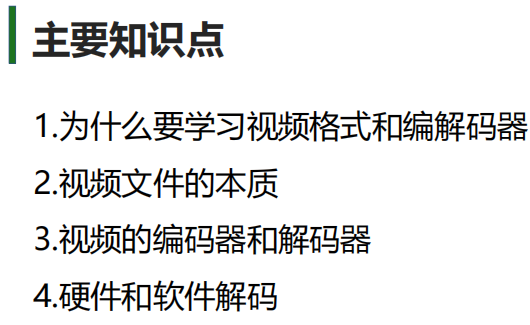 主要知识点
1.为什么要学习视频格式和编解码器
2.视频文件的本质
3.视频的编码器和解码器
4.硬件和软件解码